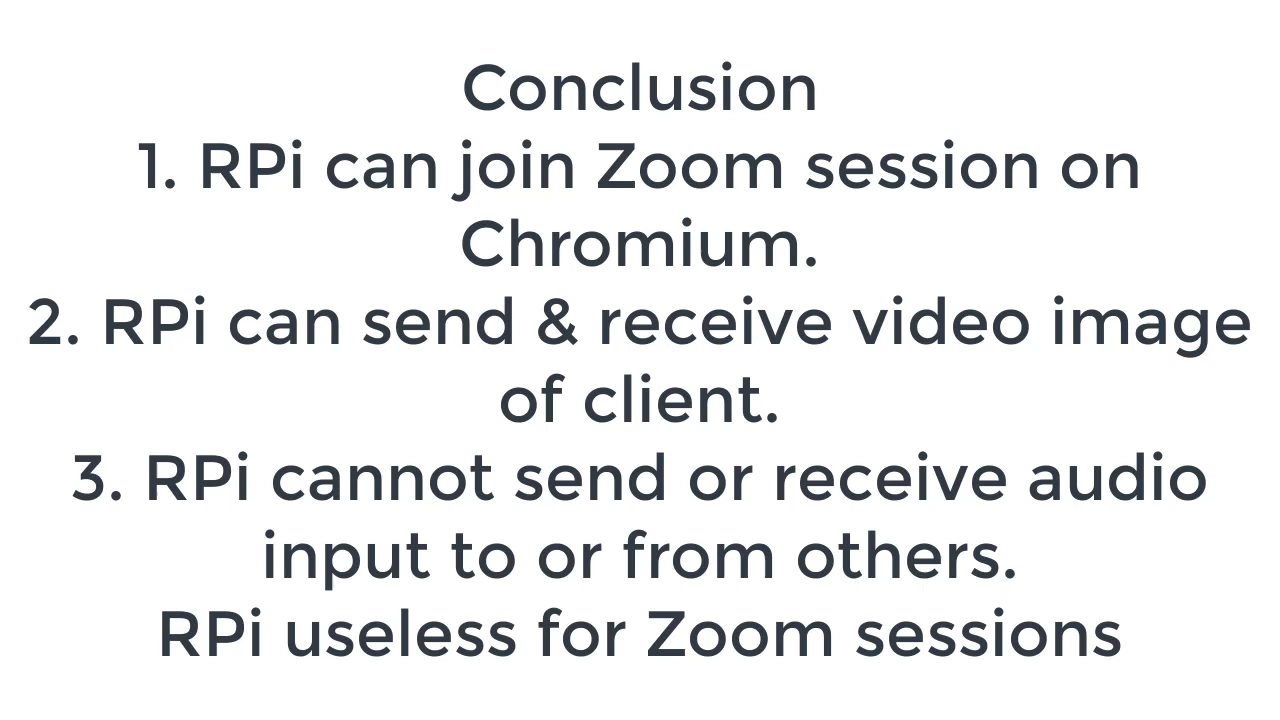 Conclusion
1. RPi can join Zoom session on
Chromium.
2. RPi can send & receive video image
of client.
3. RPi cannot send or receive audio
input to or from others.
RPi useless for Zoom sessions